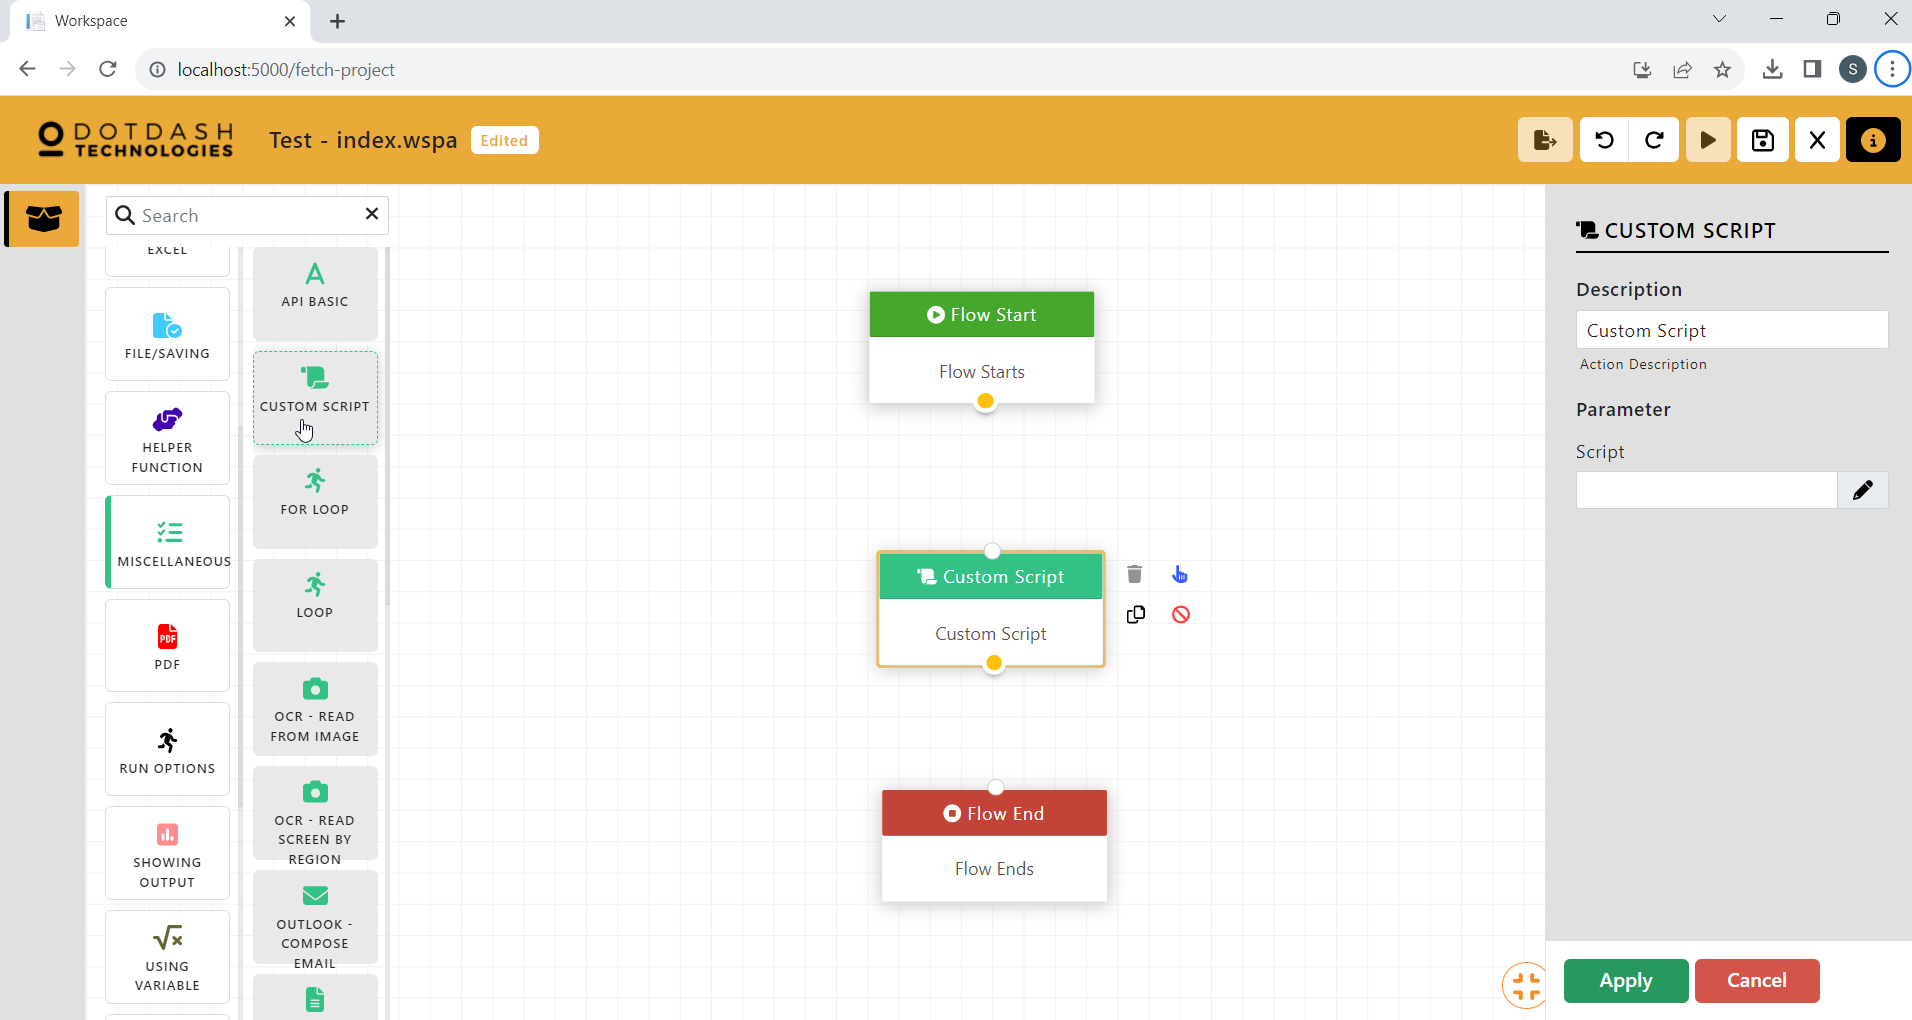 Workspace
localhost:5000/fetch-project
S
DOTDASH
TECHNOLOGIES
Test - index.wspa
Edited
Search
EXCEL
FILE/SAVING
HELPER
FUNCTION
MISCELLANEOUS
PDF
PDF
RUN OPTIONS
SHOWING
OUTPUT
USING
VARIABLE
API BASIC
CUSTOM SCRIPT
FOR LOOP
LOOP
OCR - READ
FROM IMAGE
OCR - READ
SCREEN BY
REGION
OUTLOOK -
COMPOSE
EMAIL
Flow Start
Flow Starts
Custom Script
Custom Script
Flow End
Flow Ends
CUSTOM SCRIPT
Description
Custom Script
Action Description
Parameter
Script
Apply
Cancel